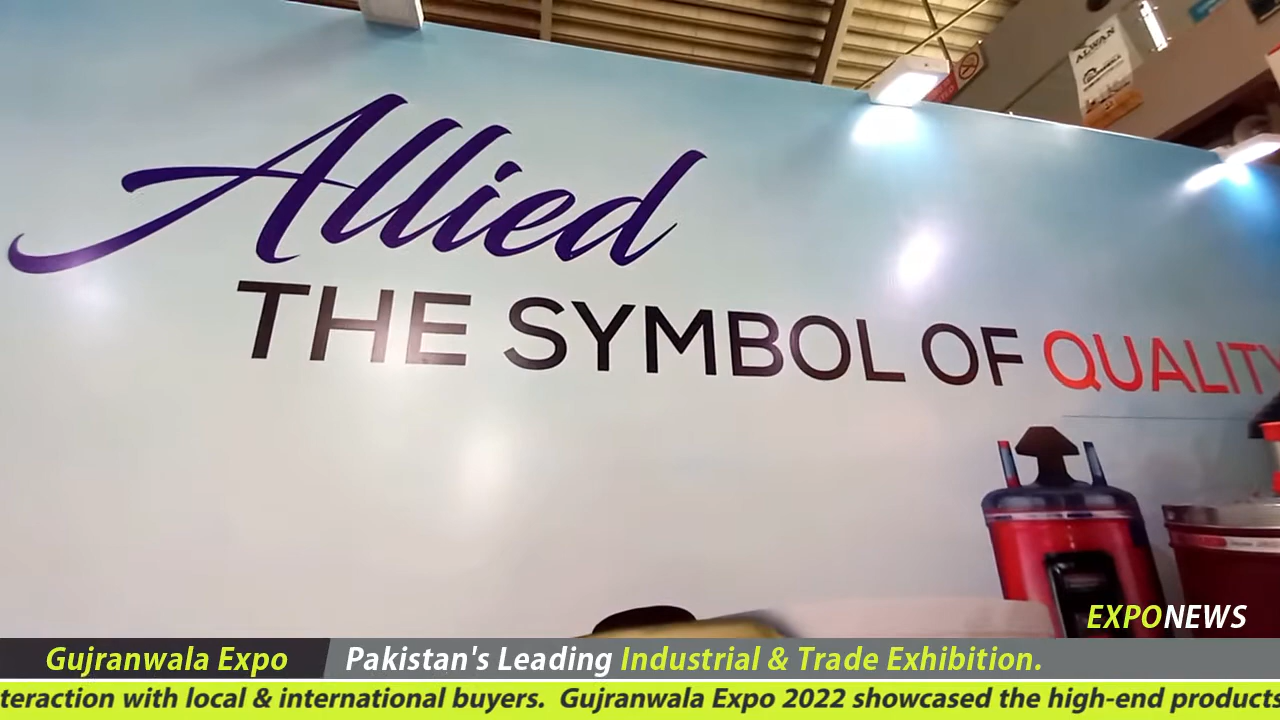 ALWAN
Allied
THE SYMBOL OF QUALITY
EXPONEWS
Gujranwala Expo
Pakistan's Leading Industrial & Trade Exhibition.
teraction with local & international buyers. Gujranwala Expo 2022 showcased the high-end products